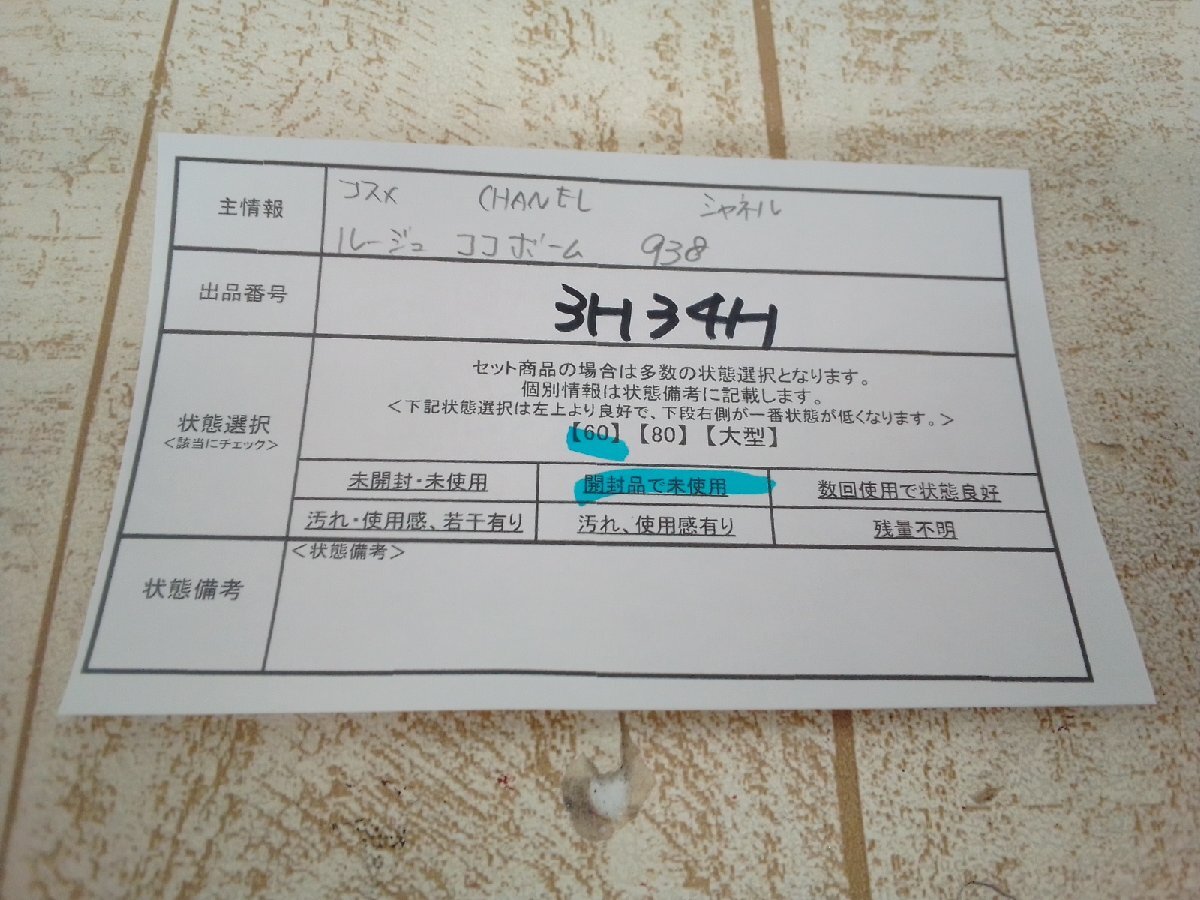 主情報
コスメ CHANEL シャネル
ルージュ ココボーム 938
出品番号
3H34H
状態選択
<該当にチェック>
セット商品の場合は多数の状態選択となります。
個別情報は状態備考に記載します。
<下記状態選択は左上より良好で、下段右側が一番状態が低くなります。>
【60】【80】【大型】
未開封・未使用 開封品で未使用 数回使用で状態良好
汚れ・使用感、若干有り 汚れ、使用感有り 残量不明
状態備考
<状態備考>